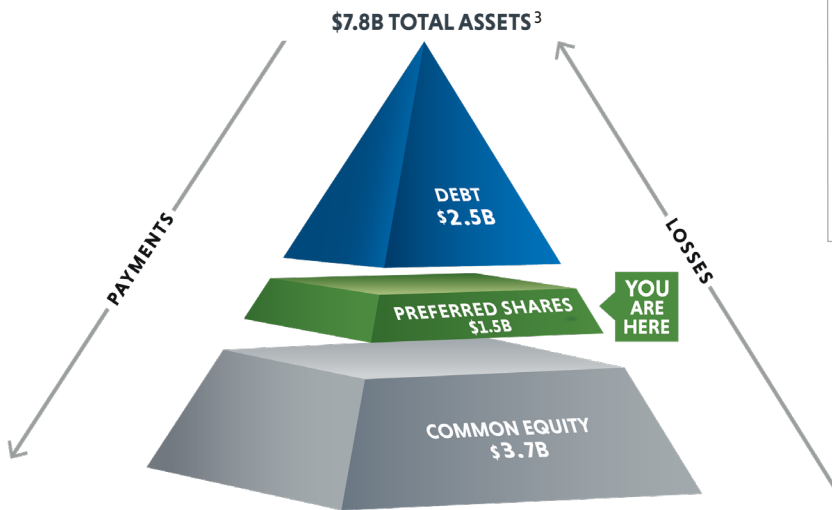 $7.8B TOTAL ASSETS3
DEBT
$2.5B
PAYMENTS
LOSSES
PREFERRED SHARES
$1.5B
YOU
ARE
HERE
COMMON EQUITY
$3.7B